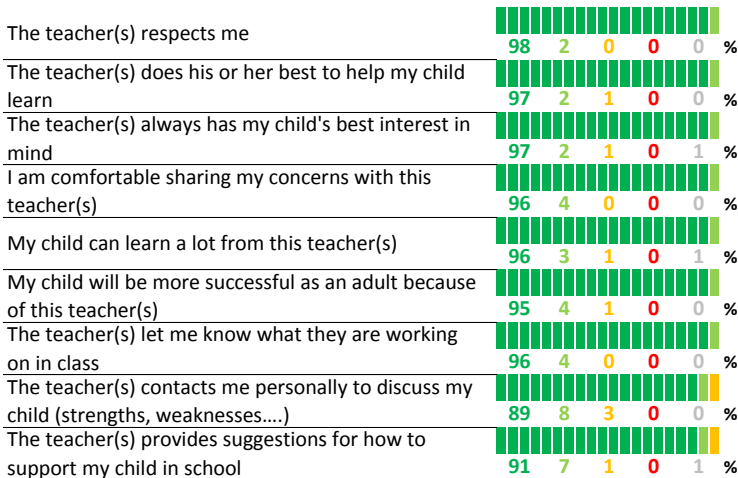 The teacher(s) respects me
98 2 0 0 0 %
The teacher(s) does his or her best to help my child
learn
97 2 1 0 0 %
The teacher(s) always has my child's best interest in
mind
97 2 1 0 1 %
I am comfortable sharing my concerns with this
teacher(s)
96 4 0 0 0 %
My child can learn a lot from this teacher(s)
96 3 1 0 1 %
My child will be more successful as an adult because
of this teacher(s)
95 4 1 0 0 %
The teacher(s) let me know what they are working
on in class
96 4 0 0 0 %
The teacher(s) contacts me personally to discuss my
child (strengths, weaknesses....)
89 8 3 0 0 %
The teacher(s) provides suggestions for how to
support my child in school
91 7 1 0 1 %